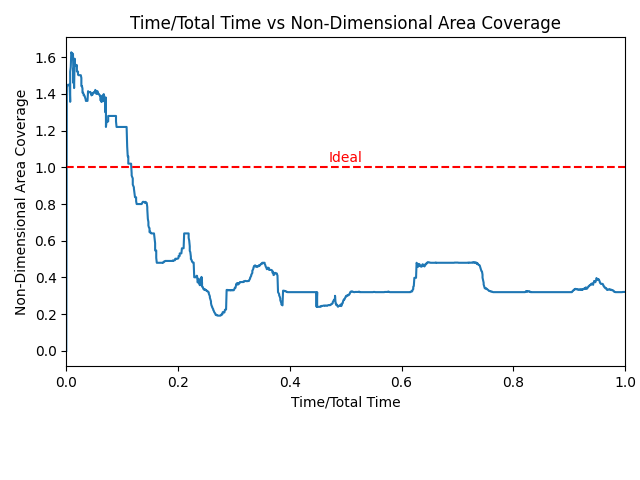 Time/Total Time vs Non-Dimensional Area Coverage
Non-Dimensional Area Coverage
1.6
1.4
1.2
1.0
0.8
0.6
0.4
0.2
0.0
Ideal
0.0 0.2 0.4 0.6 0.8 1.0
Time/Total Time